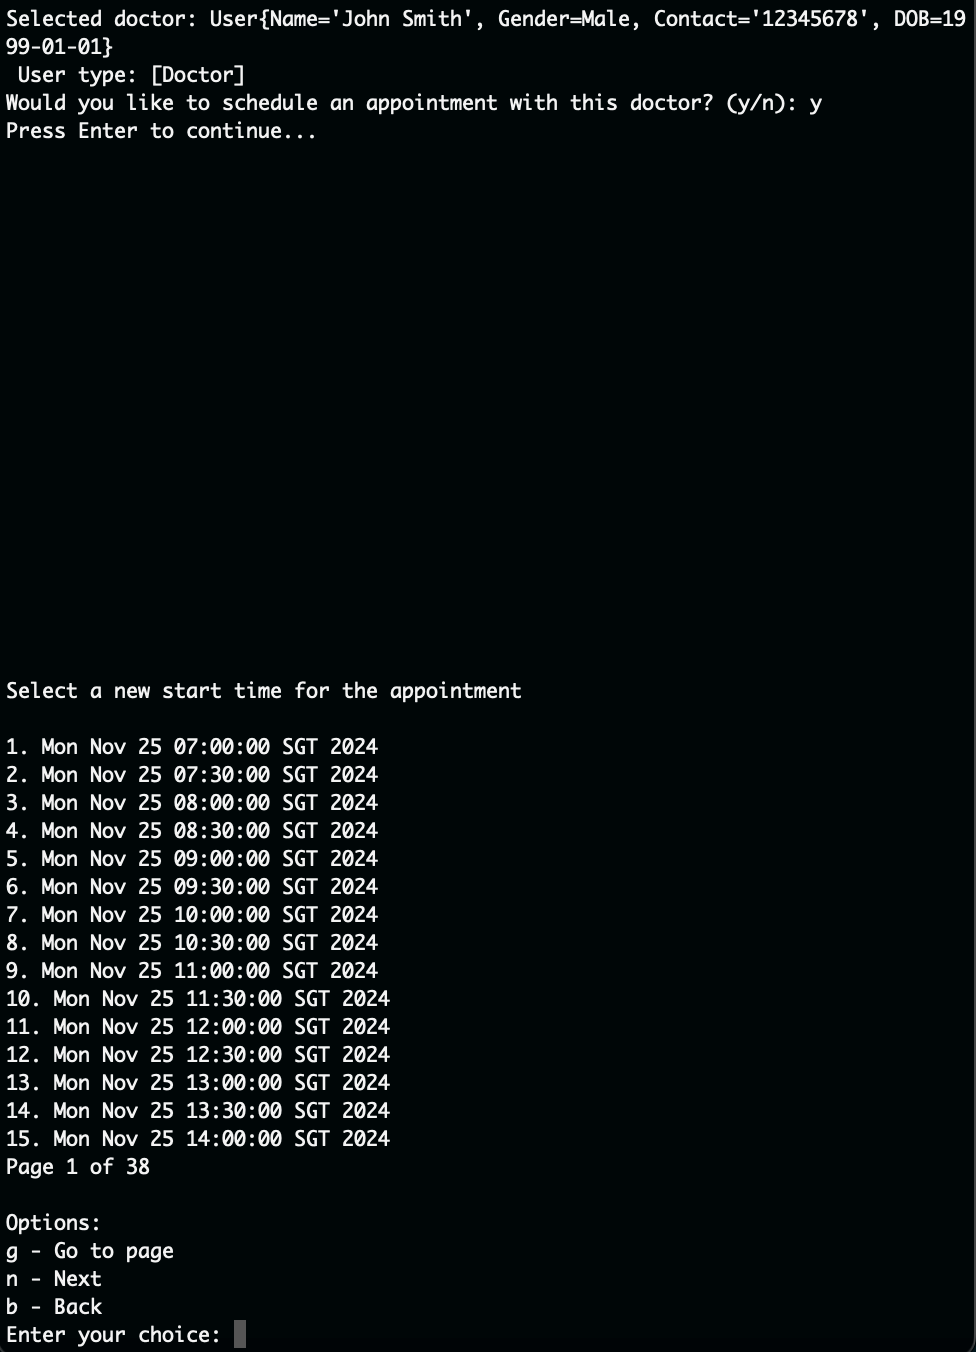 Selected doctor: User{Name='John Smith', Gender=Male, Contact='12345678', DOB=19
99-01-01}
 User type: [Doctor]
Would you like to schedule an appointment with this doctor? (y/n): y
Press Enter to continue...
Select a new start time for the appointment
1. Mon Nov 25 07:00:00 SGT 2024
2. Mon Nov 25 07:30:00 SGT 2024
3. Mon Nov 25 08:00:00 SGT 2024
4. Mon Nov 25 08:30:00 SGT 2024
5. Mon Nov 25 09:00:00 SGT 2024
6. Mon Nov 25 09:30:00 SGT 2024
7. Mon Nov 25 10:00:00 SGT 2024
8. Mon Nov 25 10:30:00 SGT 2024
9. Mon Nov 25 11:00:00 SGT 2024
10. Mon Nov 25 11:30:00 SGT 2024
11. Mon Nov 25 12:00:00 SGT 2024
12. Mon Nov 25 12:30:00 SGT 2024
13. Mon Nov 25 13:00:00 SGT 2024
14. Mon Nov 25 13:30:00 SGT 2024
15. Mon Nov 25 14:00:00 SGT 2024
Page 1 of 38
Options:
g - Go to page
n - Next
b - Back
Enter your choice: